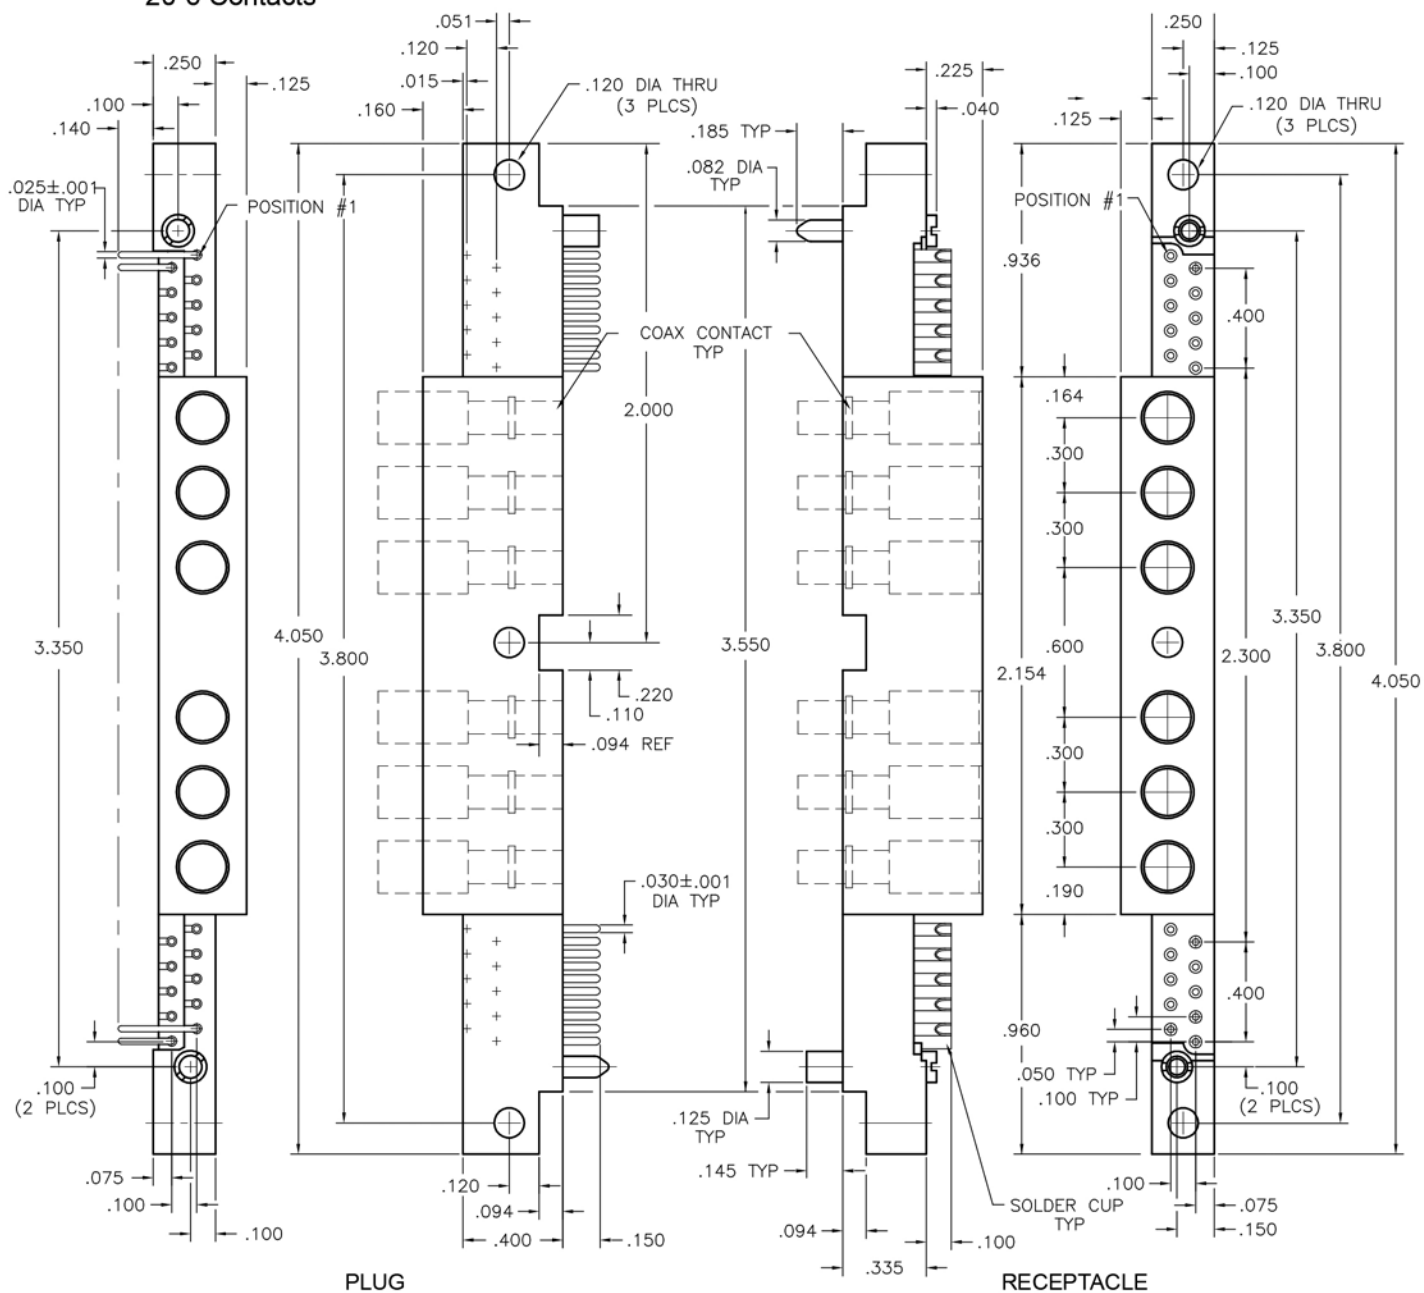 .051
.120
.015
.160
.250
.125
.100
.140
.025±.001
DIA TYP
POSITION #1
.120 DIA THRU
(3 PLCS)
.225
.040
.185 TYP
.082 DIA
TYP
.250
.125
.100
.125
.120 DIA THRU
(3 PLCS)
POSITION #1
.936
.400
COAX CONTACT
TYP
2.000
.164
.300
.300
3.350
4.050
3.800
3.550
.600
2.154
3.350
2.300
3.800
4.050
.220
.110
.094 REF
.300
.300
.190
.030±.001
DIA TYP
.400
.960
.050 TYP
.100 TYP
.100
(2 PLCS)
.100
(2 PLCS)
.125 DIA
TYP
.145 TYP
.075
.100
.100
.120
.094
.400
.150
SOLDER CUP
TYP
.094
.100
.335
.100
.075
.150
PLUG
RECEPTACLE